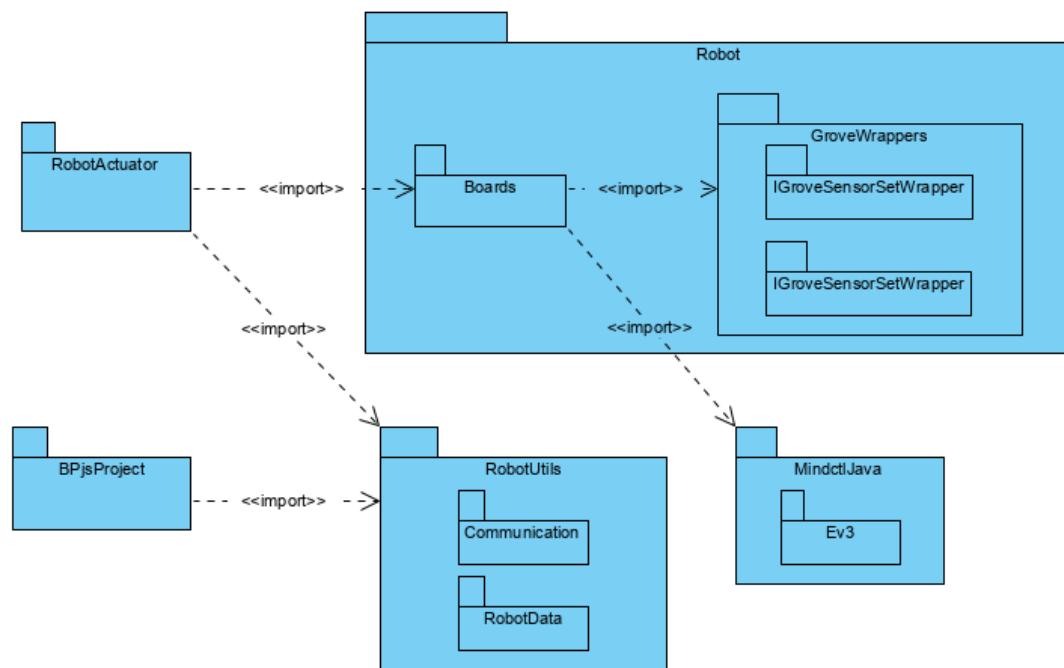 Robot
GroveWrappers
RobotActuator
IGroveSensorSetWrapper
<<import>>
Boards
<<import>>
IGroveSensorSetWrapper
<<import>>
<<import>>
BPjsProject
RobotUtils
MindctlJava
<<import>>
Communication
Ev3
RobotData